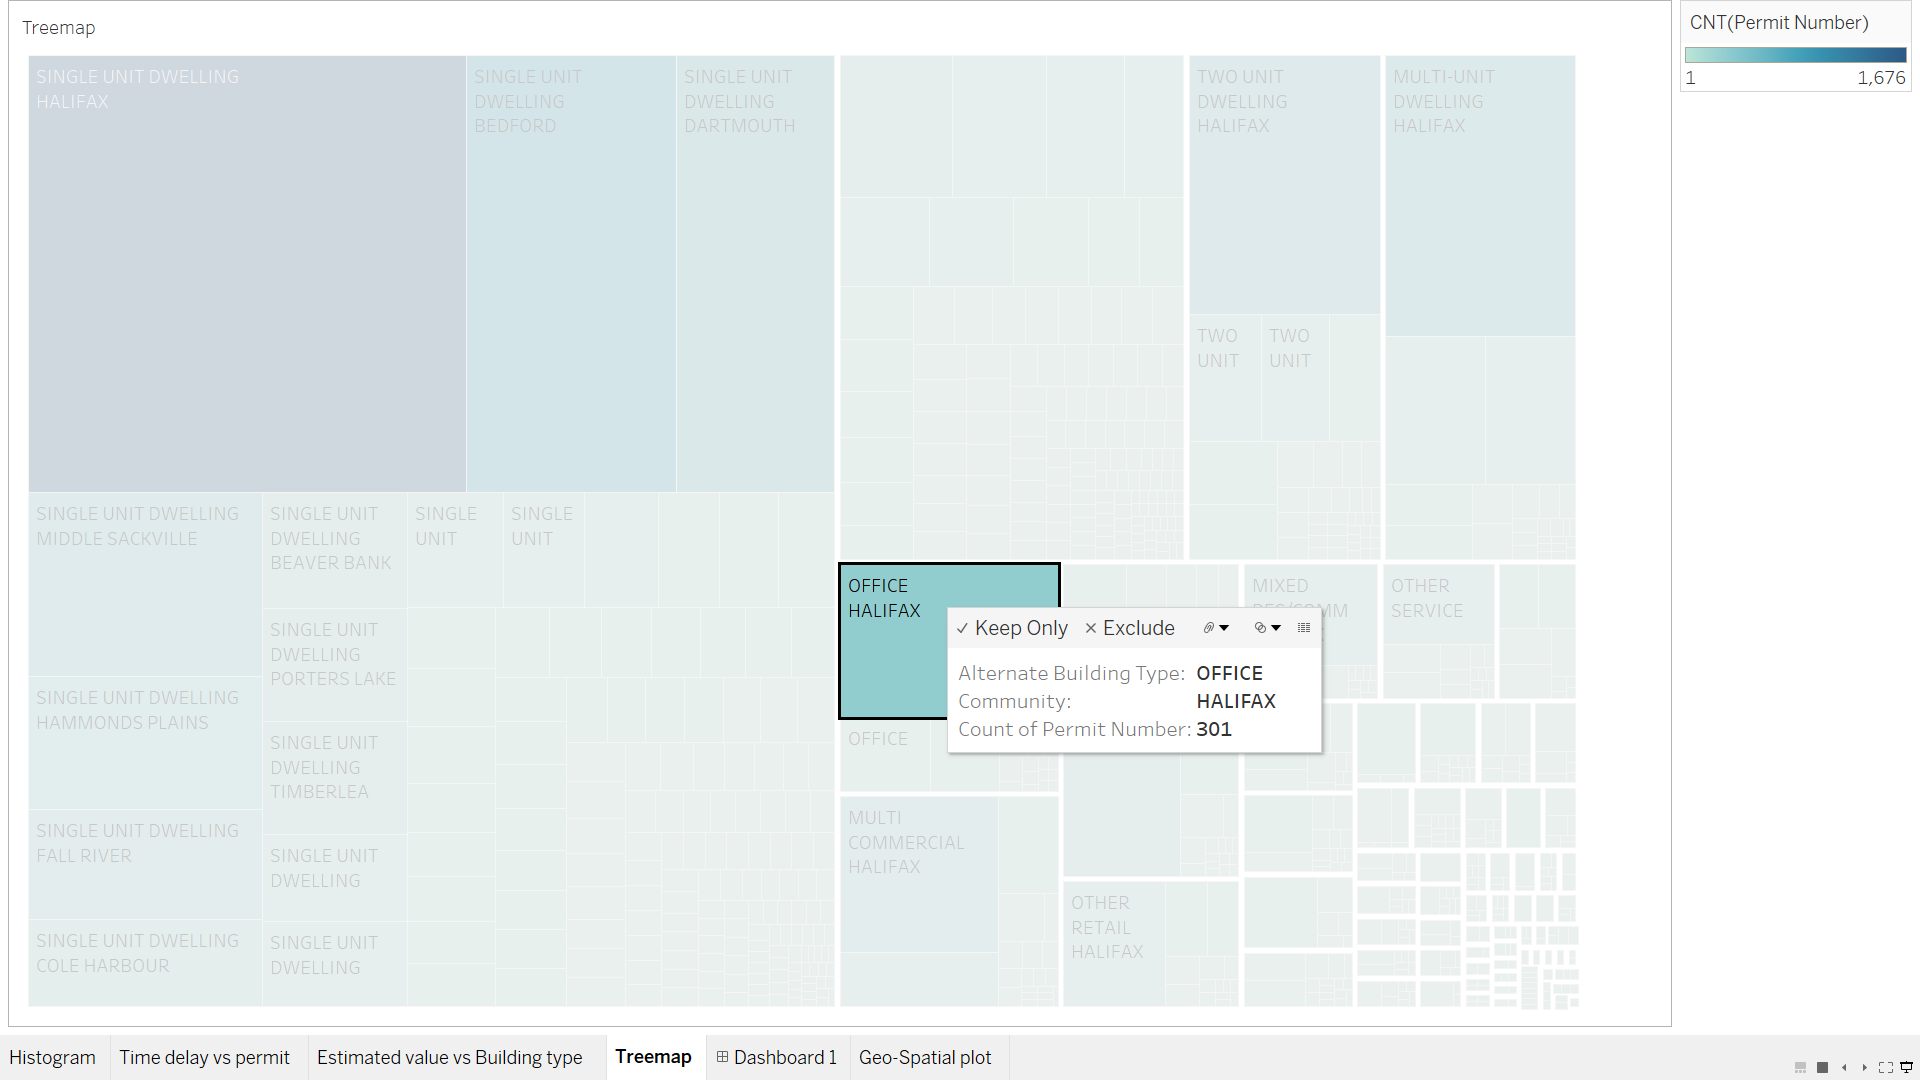 Treemap
CNT(Permit Number)
1
1,676
SINGLE UNIT DWELLING
HALIFAX
SINGLE UNIT
DWELLING
BEDFORD
SINGLE UNIT
DWELLING
DARTMOUTH
TWO UNIT
DWELLING
HALIFAX
MULTI-UNIT
DWELLING
HALIFAX
TWO
UNIT
TWO
UNIT
SINGLE UNIT DWELLING
MIDDLE SACKVILLE
SINGLE UNIT
DWELLING
BEAVER BANK
SINGLE
UNIT
SINGLE
UNIT
SINGLE UNIT
DWELLING
PORTERS LAKE
SINGLE UNIT DWELLING
HAMMONDS PLAINS
SINGLE UNIT
DWELLING
TIMBERLEA
SINGLE UNIT DWELLING
FALL RIVER
SINGLE UNIT
DWELLING
SINGLE UNIT DWELLING
COLE HARBOUR
SINGLE UNIT
DWELLING
OFFICE
HALIFAX
MIXED
OTHER
SERVICE
Keep Only
Exclude
Alternate Building Type: OFFICE
Community: HALIFAX
Count of Permit Number: 301
OFFICE
MULTI
COMMERCIAL
HALIFAX
OTHER
RETAIL
HALIFAX
Histogram
Time delay vs permit
Estimated value vs Building type
Treemap
Dashboard 1
Geo-Spatial plot